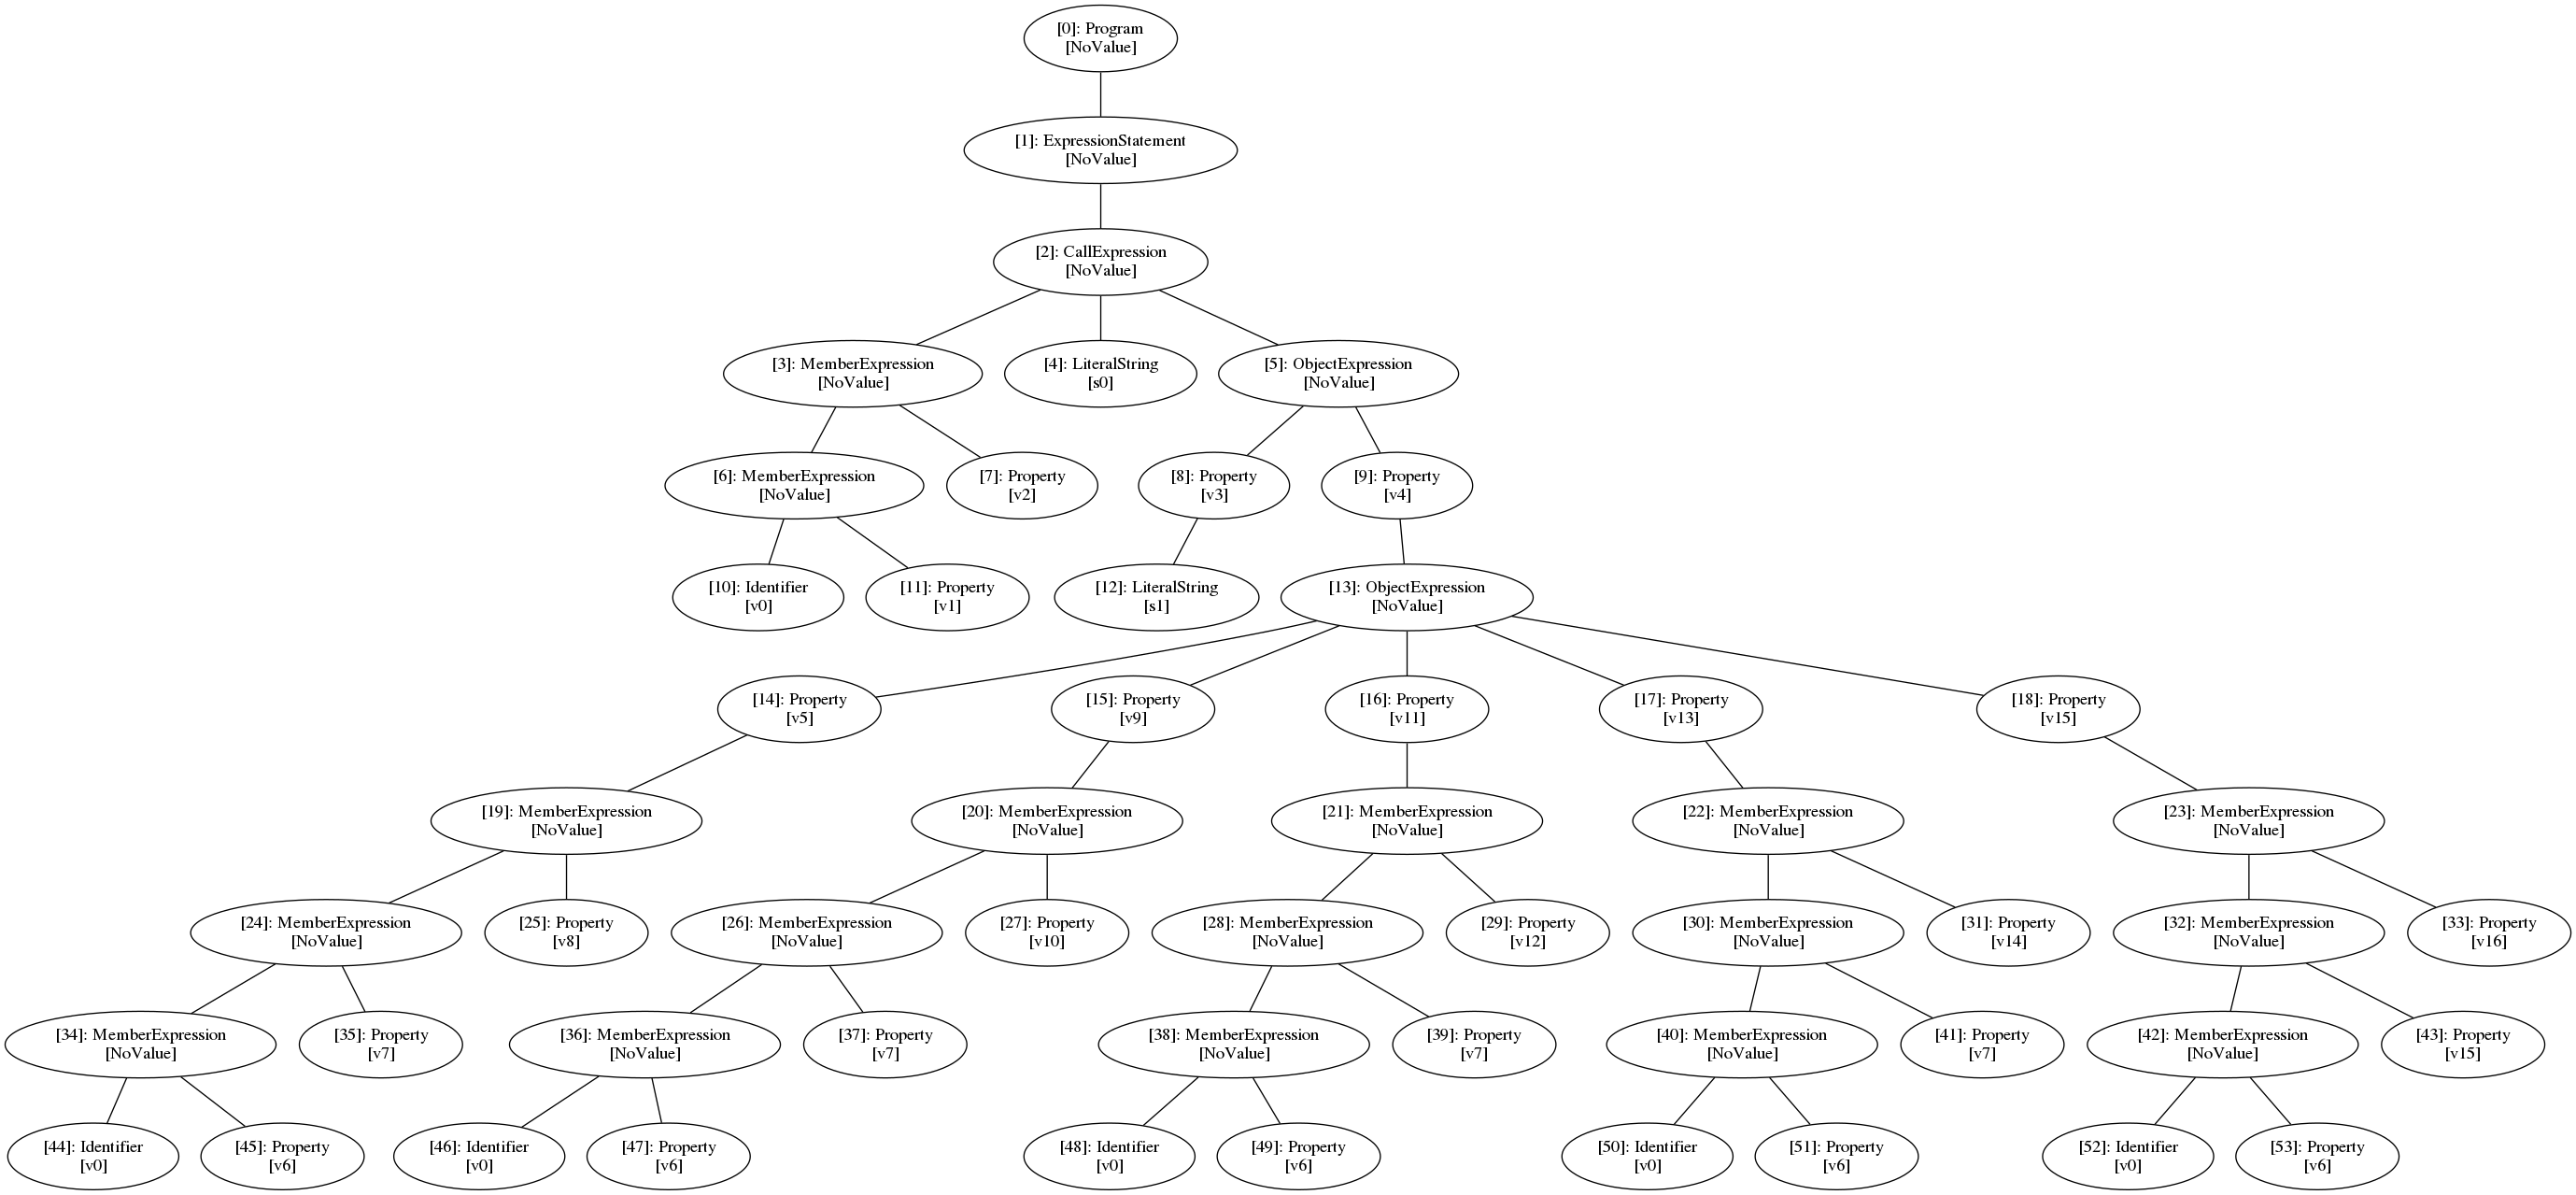 [0]: Program
[NoValue]
[1]: ExpressionStatement
[NoValue]
[2]: CallExpression
[NoValue]
[3]: MemberExpression
[NoValue]
[4]: LiteralString
[s0]
[5]: ObjectExpression
[NoValue]
[6]: MemberExpression
[NoValue]
[7]: Property
[v2]
[8]: Property
[v3]
[9]: Property
[v4]
[10]: Identifier
[v0]
[11]: Property
[v1]
[12]: LiteralString
[s1]
[13]: ObjectExpression
[NoValue]
[14]: Property
[v5]
[15]: Property
[v9]
[16]: Property
[v11]
[17]: Property
[v13]
[18]: Property
[v15]
[19]: MemberExpression
[NoValue]
[20]: MemberExpression
[NoValue]
[21]: MemberExpression
[NoValue]
[22]: MemberExpression
[NoValue]
[23]: MemberExpression
[NoValue]
[24]: MemberExpression
[NoValue]
[25]: Property
[v8]
[26]: MemberExpression
[NoValue]
[27]: Property
[v10]
[28]: MemberExpression
[NoValue]
[29]: Property
[v12]
[30]: MemberExpression
[NoValue]
[31]: Property
[v14]
[32]: MemberExpression
[NoValue]
[33]: Property
[v16]
[34]: MemberExpression
[NoValue]
[35]: Property
[v7]
[36]: MemberExpression
[NoValue]
[37]: Property
[v7]
[38]: MemberExpression
[NoValue]
[39]: Property
[v7]
[40]: MemberExpression
[NoValue]
[41]: Property
[v7]
[42]: MemberExpression
[NoValue]
[43]: Property
[v15]
[44]: Identifier
[v0]
[45]: Property
[v6]
[46]: Identifier
[v0]
[47]: Property
[v6]
[48]: Identifier
[v0]
[49]: Property
[v6]
[50]: Identifier
[v0]
[51]: Property
[v6]
[52]: Identifier
[v0]
[53]: Property
[v6]